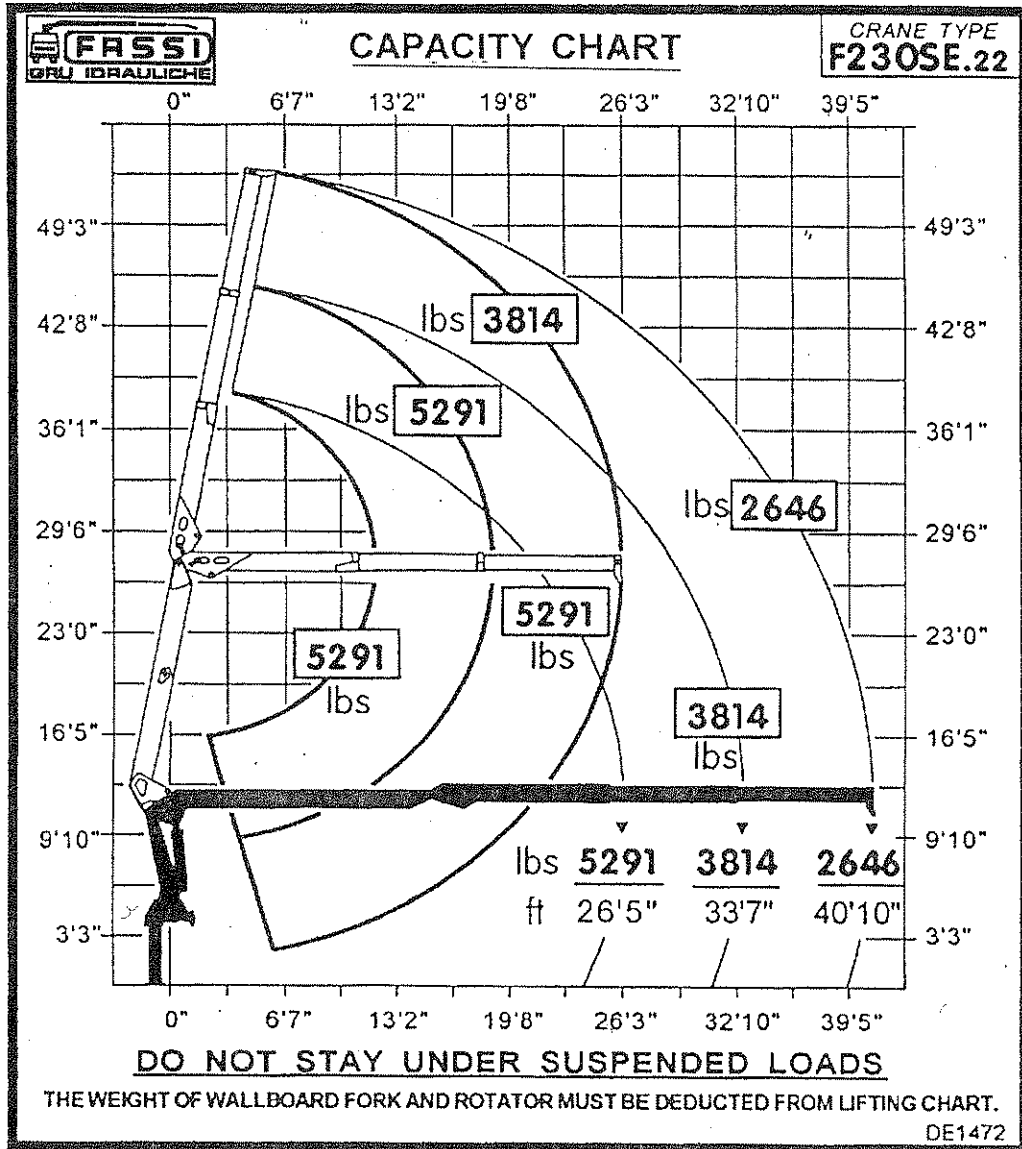 FASSI
GRU IDRAULICHE
CAPACITY CHART
CRANE TYPE
F230SE.22
0" 6'7" 13'2" 19'8" 26'3" 32'10" 39'5"
49'3" 49'3"
lbs 3814
42'8" 42'8"
lbs 5291
36'1" 36'1"
lbs 2646
29'6" 29'6"
5291
lbs
23'0" 23'0"
5291
lbs
3814
lbs
16'5" 16'5"
9'10" 9'10"
lbs 5291 3814 2646
ft 26'5" 33'7" 40'10"
3'3" 3'3"
0" 6'7" 13'2" 19'8" 26'3" 32'10" 39'5"
DO NOT STAY UNDER SUSPENDED LOADS
THE WEIGHT OF WALLBOARD FORK AND ROTATOR MUST BE DEDUCTED FROM LIFTING CHART.
DE1472